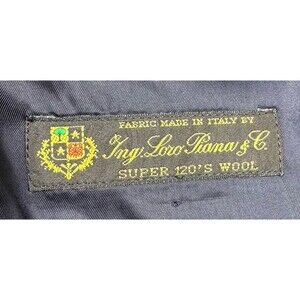 FABRIC MADE IN ITALY BY
Ing. Loro Piana & C.
SUPER 120'S WOOL